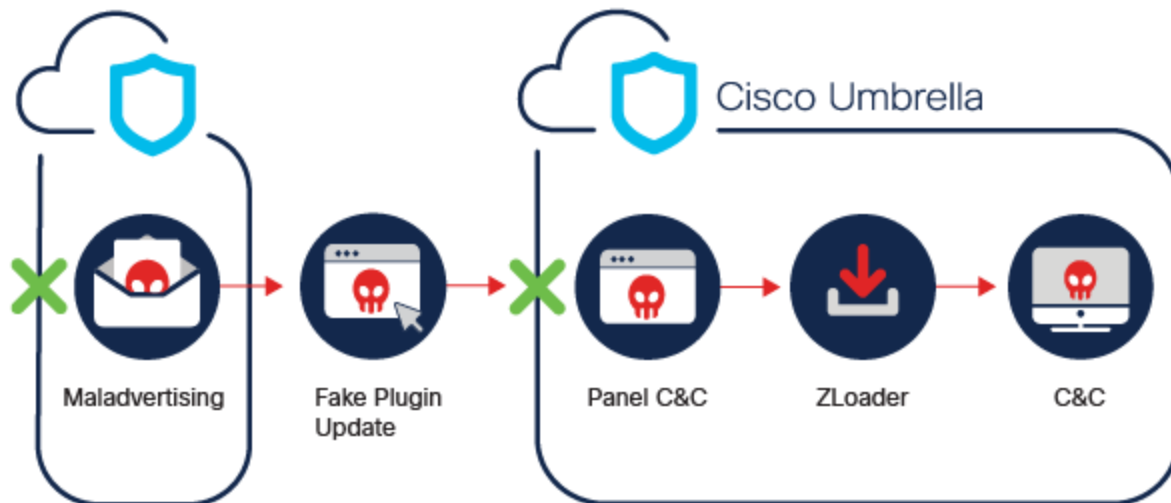 Cisco Umbrella
Maladvertising
Fake Plugin
Update
Panel C&C
ZLoader
C&C